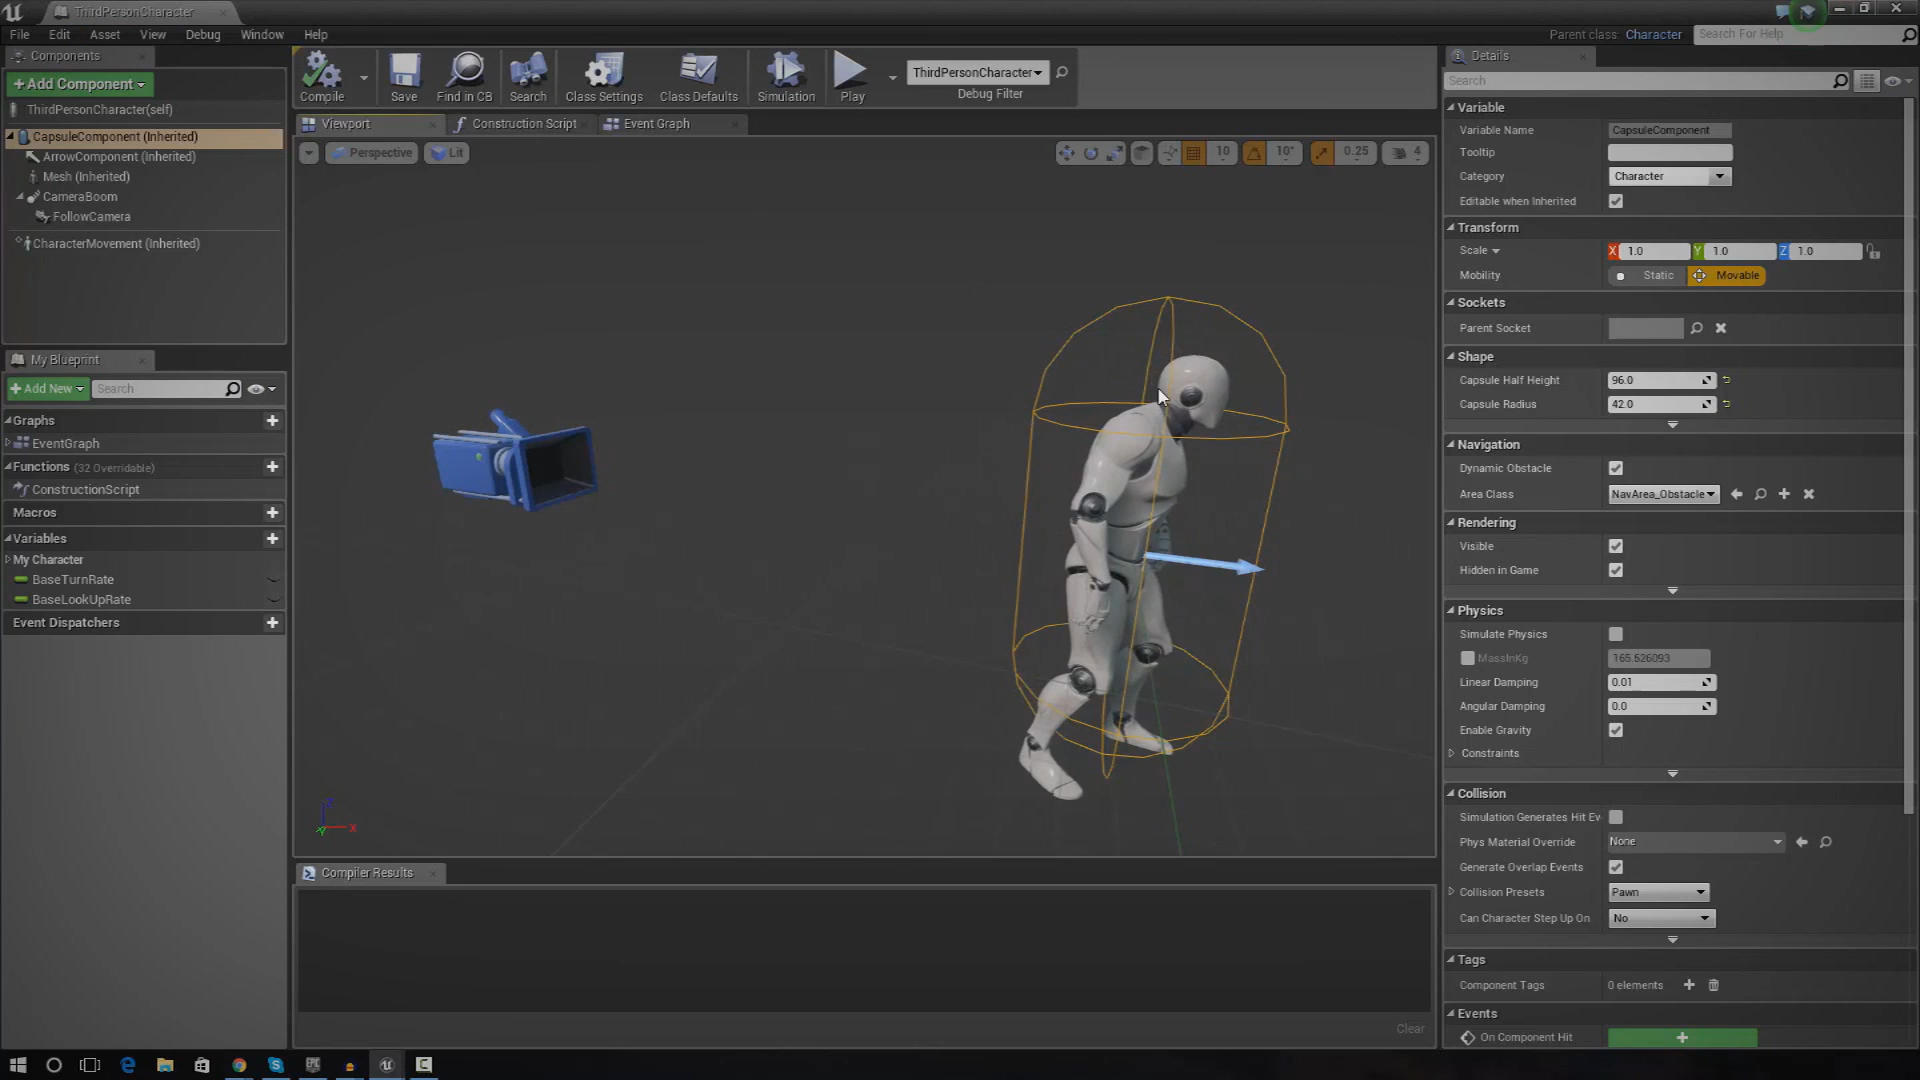 ThirdPersonCharacter
File Edit Asset View Debug Window Help
Parent class: Character
Search For Help
Components
+Add Component
ThirdPersonCharacter(self)
CapsuleComponent (Inherited)
ArrowComponent (Inherited)
Mesh (Inherited)
CameraBoom
FollowCamera
CharacterMovement (Inherited)
My Blueprint
+Add New
Search
Graphs
EventGraph
Functions (32 Overridable)
ConstructionScript
Macros
Variables
My Character
BaseTurnRate
BaseLookUpRate
Event Dispatchers
Compile
Save
Find in CB
Search
Class Settings
Class Defaults
Simulation
Play
ThirdPersonCharacter
Debug Filter
Viewport
Construction Script
Event Graph
Perspective
Lit
10
10°
0.25
4
Z
X
Y
Compiler Results
Clear
Details
Search
Variable
Variable Name CapsuleComponent
Tooltip
Category Character
Editable when Inherited
Transform
Scale X 1.0 Y 1.0 Z 1.0
Mobility Static Movable
Sockets
Parent Socket
Shape
Capsule Half Height 96.0
Capsule Radius 42.0
Navigation
Dynamic Obstacle
Area Class NavArea_Obstacle
Rendering
Visible
Hidden in Game
Physics
Simulate Physics
MassInKg 165.526093
Linear Damping 0.01
Angular Damping 0.0
Enable Gravity
Constraints
Collision
Simulation Generates Hit Ev
Phys Material Override None
Generate Overlap Events
Collision Presets Pawn
Can Character Step Up On No
Tags
Component Tags 0 elements
Events
On Component Hit +